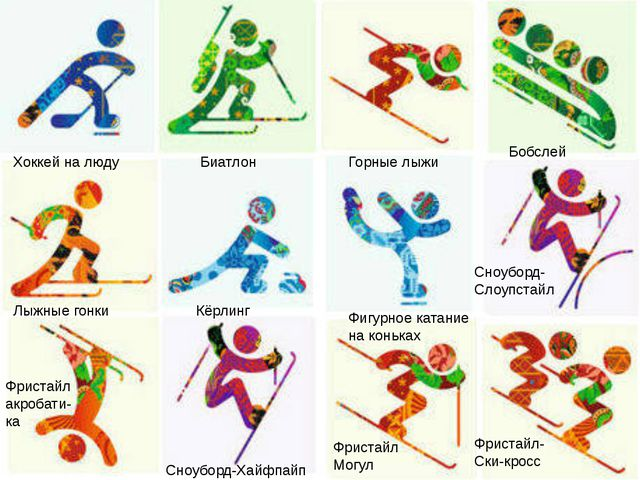 Хоккей на люду
Биатлон
Горные лыжи
Бобслей
Лыжные гонки
Кёрлинг
Фигурное катание
на коньках
Сноуборд-
Слоупстайл
Фристайл
акробати-
ка
Сноуборд-Хайфпайп
Фристайл
Могул
Фристайл-
Ски-кросс